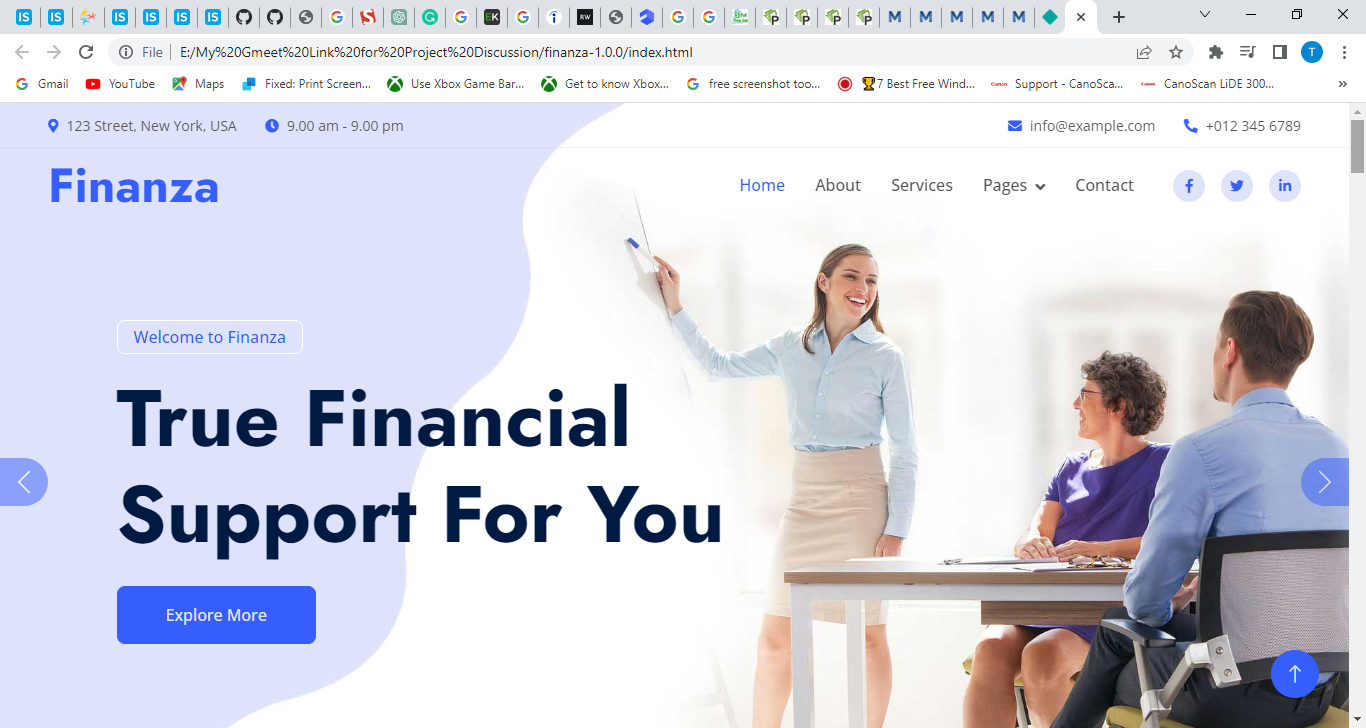 File
E:/My%20Gmeet%20Link%20for%20Project%20Discussion/finanza-1.0.0/index.html
T
Gmail
YouTube
Maps
Fixed: Print Screen...
Use Xbox Game Bar...
Get to know Xbox...
free screenshot too...
7 Best Free Wind...
Support - CanoSca...
CanoScan LiDE 300...
123 Street, New York, USA
9.00 am - 9.00 pm
info@example.com
+012 345 6789
Finanza
Home
About
Services
Pages
Contact
Welcome to Finanza
True Financial
Support For You
Explore More